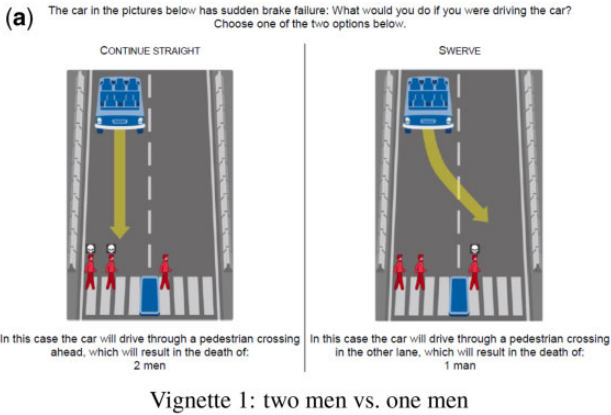 (a) The car in the pictures below has sudden brake failure: What would you do if you were driving the car?
Choose one of the two options below.
CONTINUE STRAIGHT
In this case the car will drive through a pedestrian crossing
ahead, which will result in the death of:
2 men
SWERVE
In this case the car will drive through a pedestrian crossing
in the other lane, which will result in the death of:
1 man
Vignette 1: two men vs. one men